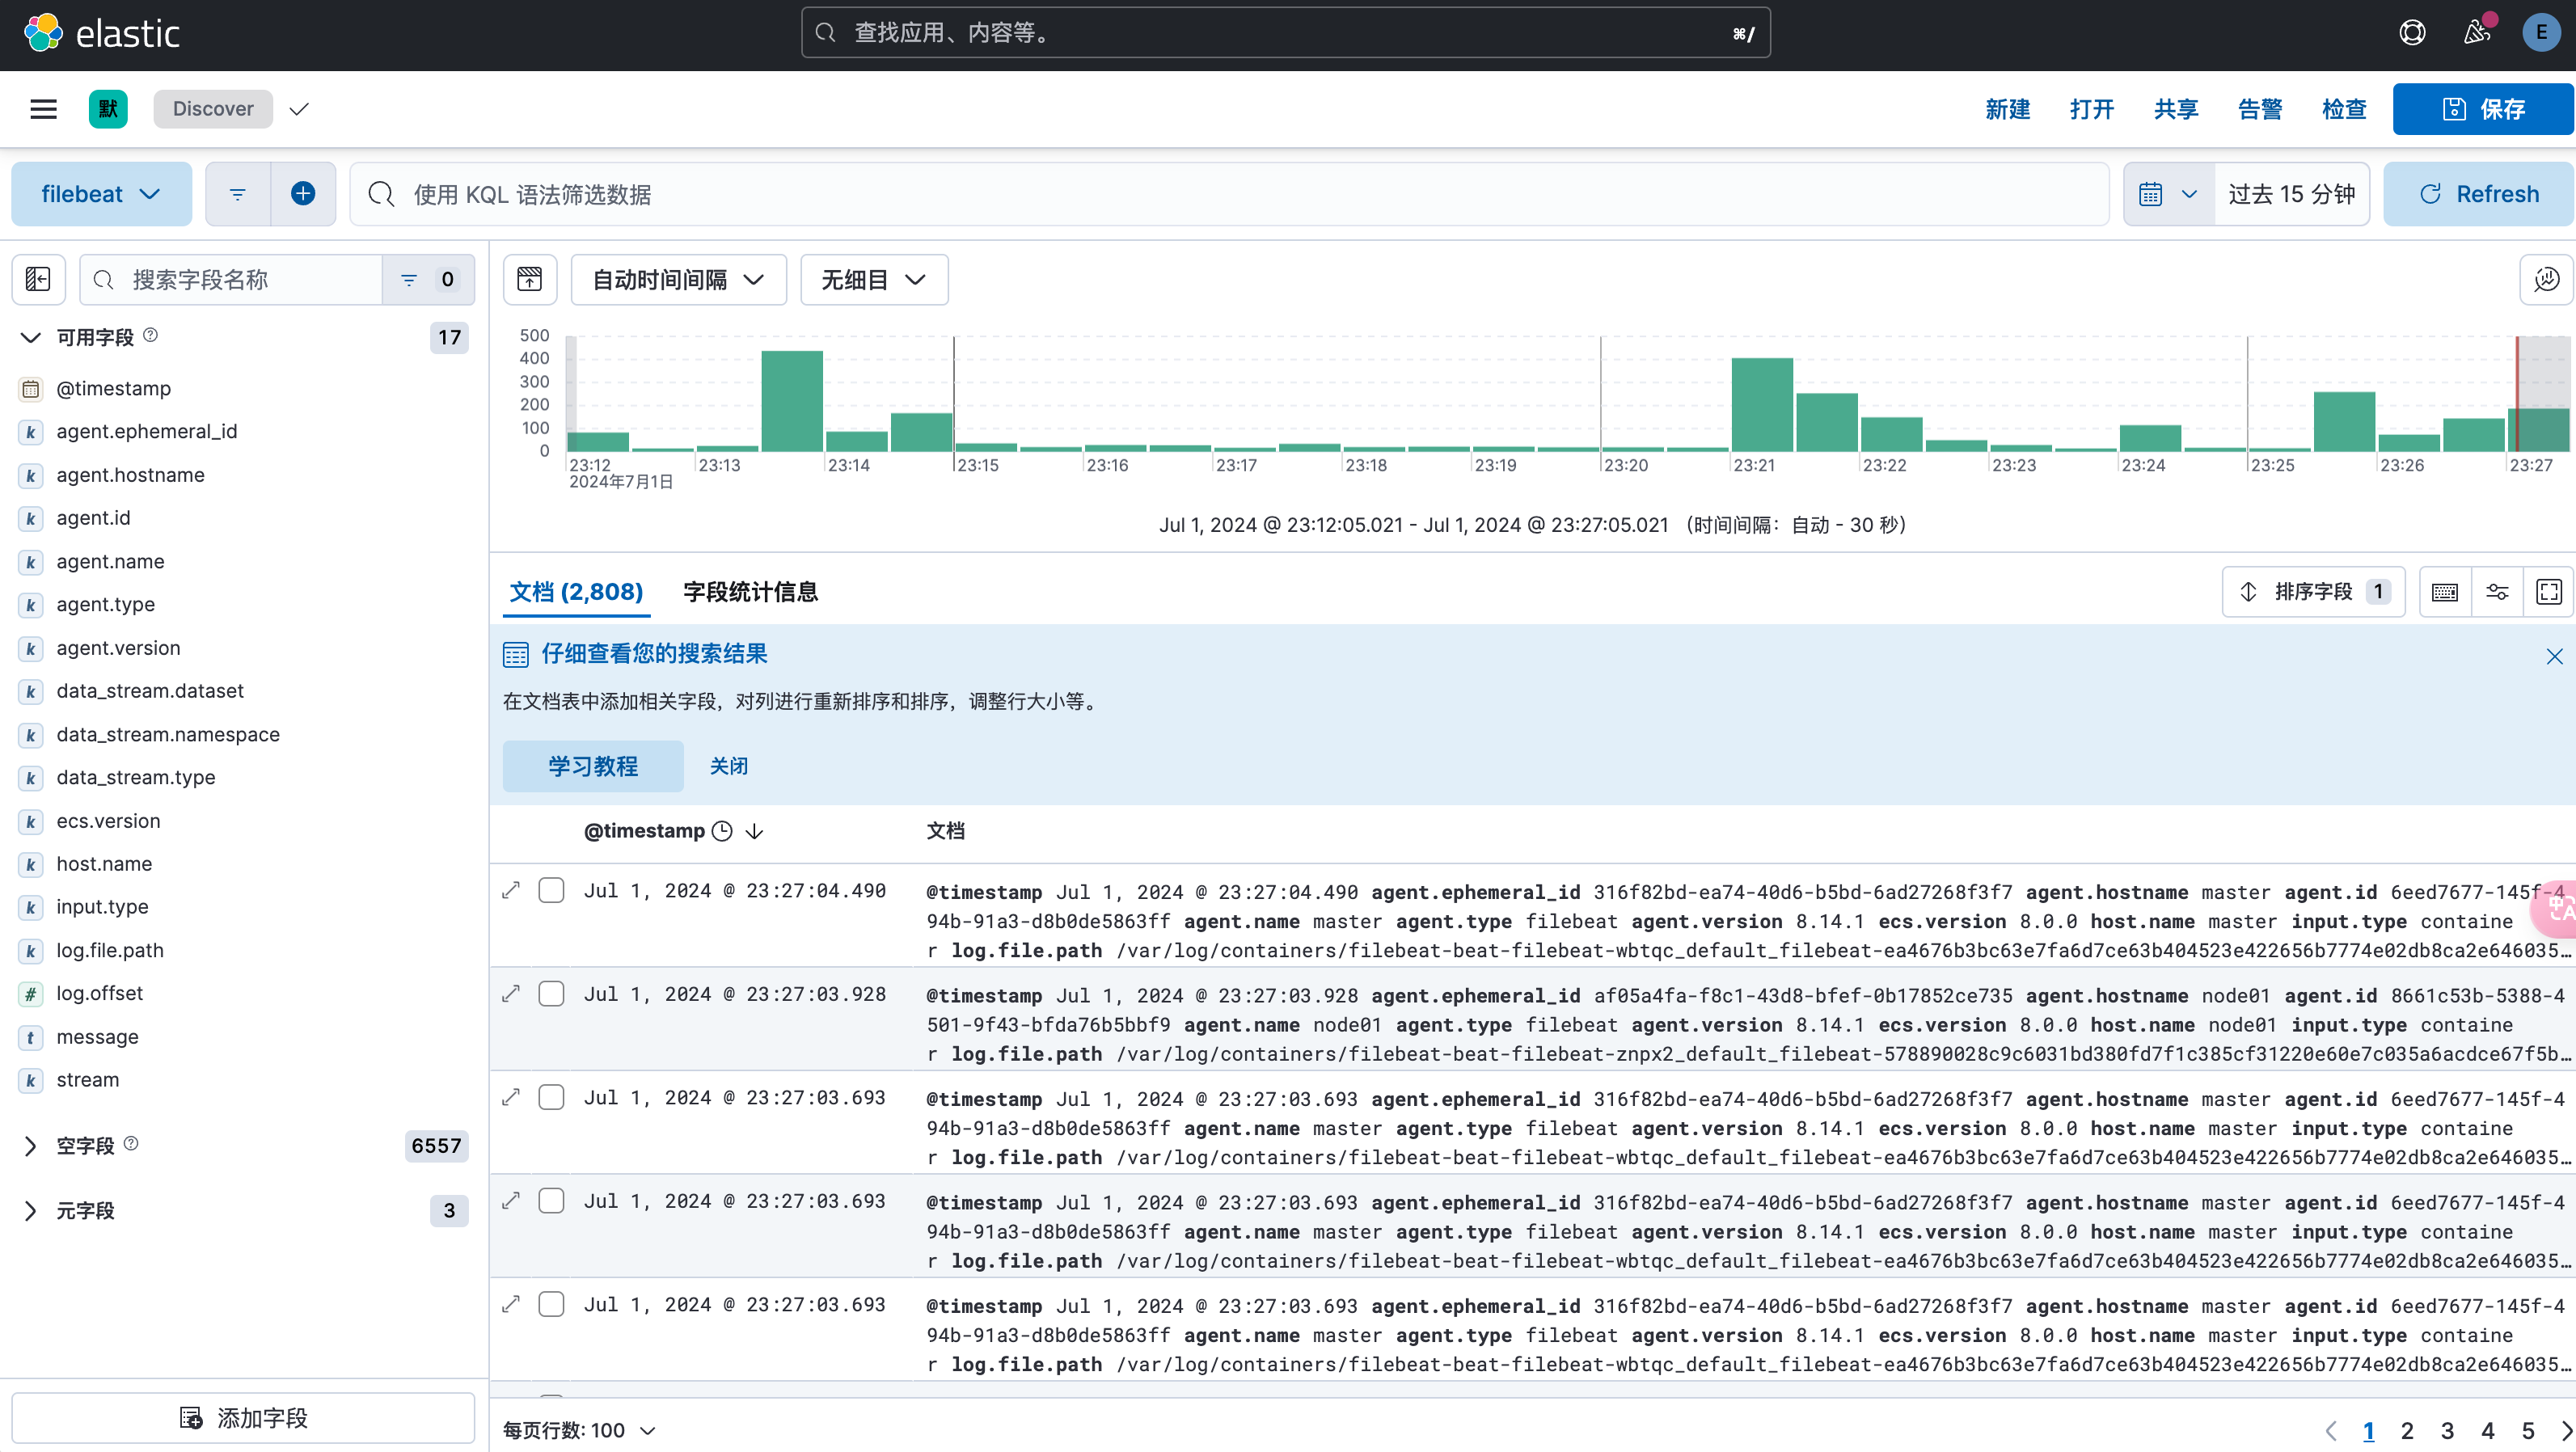 elastic
查找应用、内容等。
⌘/
E
默
Discover
新建
打开
共享
告警
检查
保存
filebeat
使用 KQL 语法筛选数据
过去 15 分钟
Refresh
搜索字段名称
0
可用字段
17
@timestamp
k agent.ephemeral_id
k agent.hostname
k agent.id
k agent.name
k agent.type
k agent.version
k data_stream.dataset
k data_stream.namespace
k data_stream.type
k ecs.version
k host.name
k input.type
k log.file.path
# log.offset
t message
k stream
空字段
6557
元字段
3
添加字段
自动时间间隔
无细目
500
400
300
200
100
0
23:12 23:13 23:14 23:15 23:16 23:17 23:18 23:19 23:20 23:21 23:22 23:23 23:24 23:25 23:26 23:27
2024年7月1日
Jul 1, 2024 @ 23:12:05.021 - Jul 1, 2024 @ 23:27:05.021 （时间间隔：自动 - 30 秒）
文档 (2,808)
字段统计信息
排序字段 1
仔细查看您的搜索结果
在文档表中添加相关字段，对列进行重新排序和排序，调整行大小等。
学习教程
关闭
@timestamp
文档
Jul 1, 2024 @ 23:27:04.490
@timestamp Jul 1, 2024 @ 23:27:04.490 agent.ephemeral_id 316f82bd-ea74-40d6-b5bd-6ad27268f3f7 agent.hostname master agent.id 6eed7677-145f-4
94b-91a3-d8b0de5863ff agent.name master agent.type filebeat agent.version 8.14.1 ecs.version 8.0.0 host.name master input.type containe
r log.file.path /var/log/containers/filebeat-beat-filebeat-wbtqc_default_filebeat-ea4676b3bc63e7fa6d7ce63b404523e422656b7774e02db8ca2e646035…
Jul 1, 2024 @ 23:27:03.928
@timestamp Jul 1, 2024 @ 23:27:03.928 agent.ephemeral_id af05a4fa-f8c1-43d8-bfef-0b17852ce735 agent.hostname node01 agent.id 8661c53b-5388-4
501-9f43-bfda76b5bbf9 agent.name node01 agent.type filebeat agent.version 8.14.1 ecs.version 8.0.0 host.name node01 input.type containe
r log.file.path /var/log/containers/filebeat-beat-filebeat-znpx2_default_filebeat-578890028c9c6031bd380fd7f1c385cf31220e60e7c035a6acdce67f5b…
Jul 1, 2024 @ 23:27:03.693
@timestamp Jul 1, 2024 @ 23:27:03.693 agent.ephemeral_id 316f82bd-ea74-40d6-b5bd-6ad27268f3f7 agent.hostname master agent.id 6eed7677-145f-4
94b-91a3-d8b0de5863ff agent.name master agent.type filebeat agent.version 8.14.1 ecs.version 8.0.0 host.name master input.type containe
r log.file.path /var/log/containers/filebeat-beat-filebeat-wbtqc_default_filebeat-ea4676b3bc63e7fa6d7ce63b404523e422656b7774e02db8ca2e646035…
Jul 1, 2024 @ 23:27:03.693
@timestamp Jul 1, 2024 @ 23:27:03.693 agent.ephemeral_id 316f82bd-ea74-40d6-b5bd-6ad27268f3f7 agent.hostname master agent.id 6eed7677-145f-4
94b-91a3-d8b0de5863ff agent.name master agent.type filebeat agent.version 8.14.1 ecs.version 8.0.0 host.name master input.type containe
r log.file.path /var/log/containers/filebeat-beat-filebeat-wbtqc_default_filebeat-ea4676b3bc63e7fa6d7ce63b404523e422656b7774e02db8ca2e646035…
Jul 1, 2024 @ 23:27:03.693
@timestamp Jul 1, 2024 @ 23:27:03.693 agent.ephemeral_id 316f82bd-ea74-40d6-b5bd-6ad27268f3f7 agent.hostname master agent.id 6eed7677-145f-4
94b-91a3-d8b0de5863ff agent.name master agent.type filebeat agent.version 8.14.1 ecs.version 8.0.0 host.name master input.type containe
r log.file.path /var/log/containers/filebeat-beat-filebeat-wbtqc_default_filebeat-ea4676b3bc63e7fa6d7ce63b404523e422656b7774e02db8ca2e646035…
每页行数: 100
1 2 3 4 5